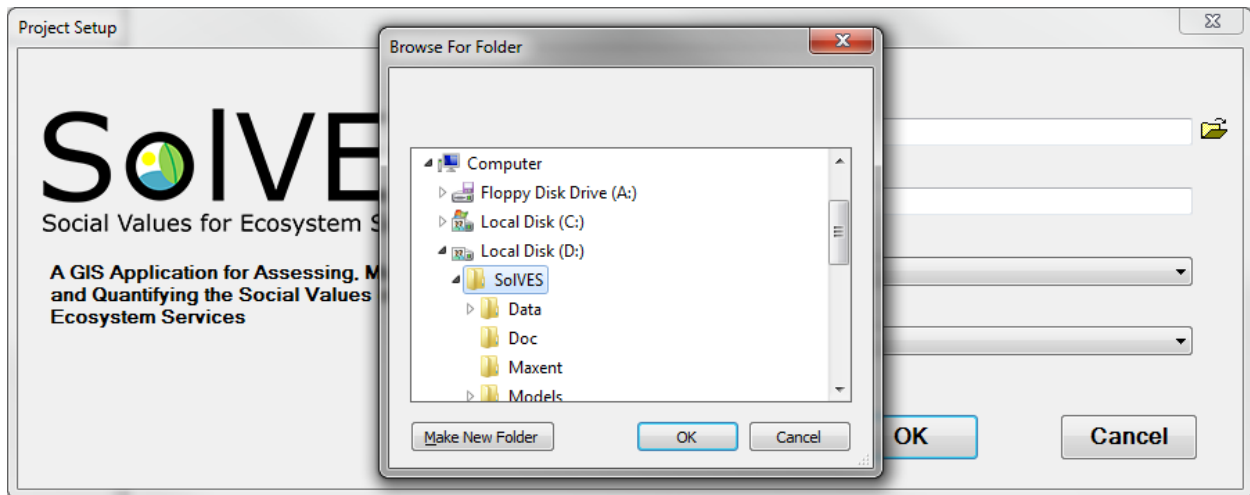 Project Setup
SolVE
Social Values for Ecosystem S
A GIS Application for Assessing, M
and Quantifying the Social Values
Ecosystem Services
Browse For Folder
Computer
Floppy Disk Drive (A:)
Local Disk (C:)
Local Disk (D:)
SolVES
Data
Doc
Maxent
Models
Make New Folder
OK
Cancel
OK
Cancel